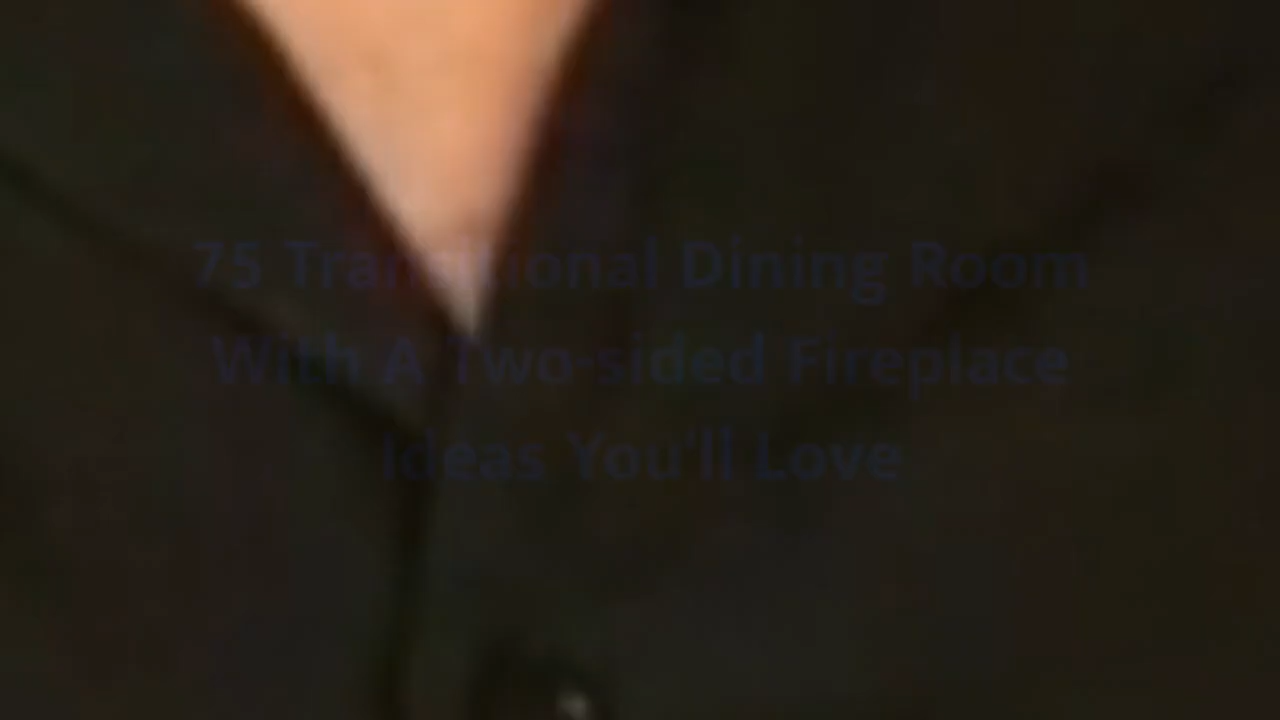 75 Transitional Dining Room
With A Two-sided Fireplace
Ideas You'll Love